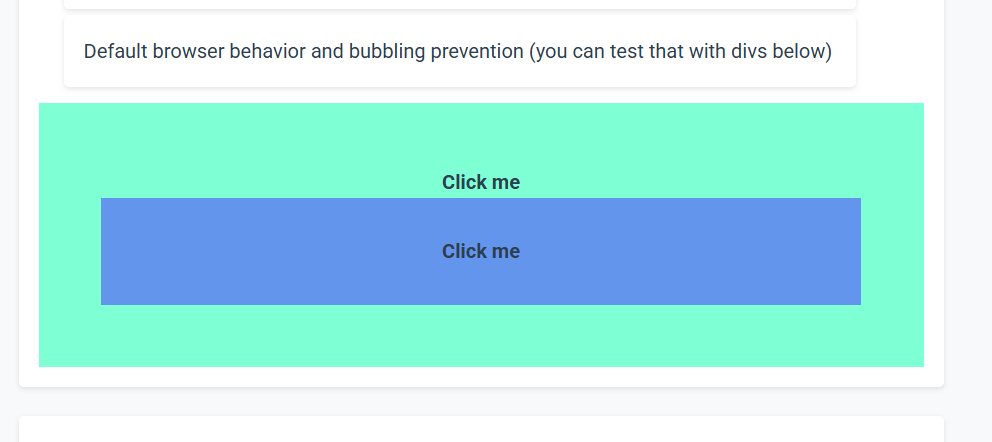 Default browser behavior and bubbling prevention (you can test that with divs below)
Click me
Click me